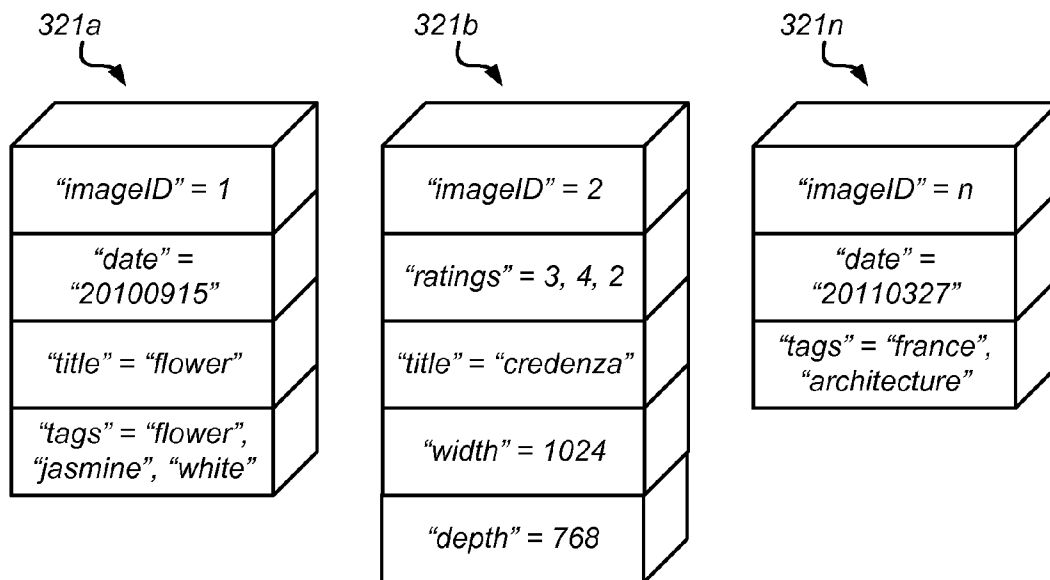 321a
321b
321n
“imageID” = 1
“date” =
“20100915”
“title” = “flower”
“tags” = “flower”,
“jasmine”, “white”
“imageID” = 2
“ratings” = 3, 4, 2
“title” = “credenza”
“width” = 1024
“depth” = 768
“imageID” = n
“date” =
“20110327”
“tags” = “france”,
“architecture”